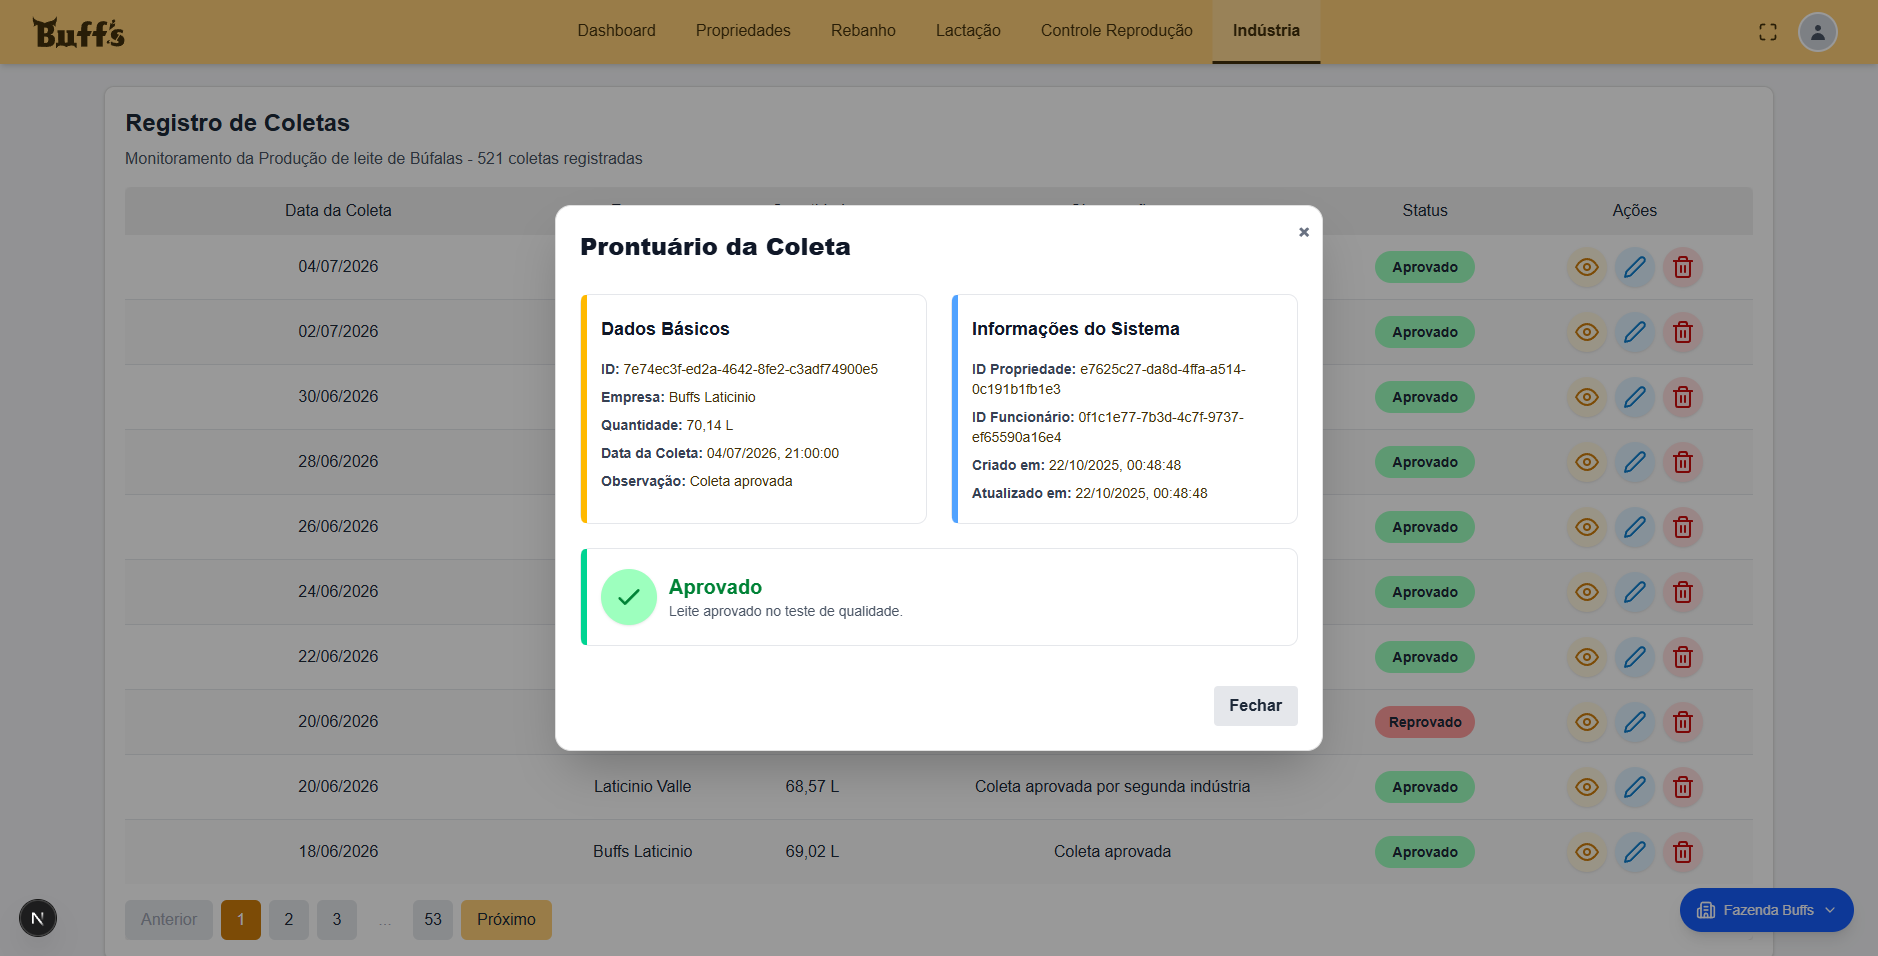 Buff's
Dashboard Propriedades Rebanho Lactação Controle Reprodução Indústria
Registro de Coletas
Monitoramento da Produção de leite de Búfalas - 521 coletas registradas
Data da Coleta Status Ações
04/07/2026 Aprovado
02/07/2026 Aprovado
30/06/2026 Aprovado
28/06/2026 Aprovado
26/06/2026 Aprovado
24/06/2026 Aprovado
22/06/2026 Aprovado
20/06/2026 Reprovado
20/06/2026 Laticinio Valle 68,57 L Coleta aprovada por segunda indústria Aprovado
18/06/2026 Buffs Laticinio 69,02 L Coleta aprovada Aprovado
Prontuário da Coleta
×
Dados Básicos
ID: 7e74ec3f-ed2a-4642-8fe2-c3adf74900e5
Empresa: Buffs Laticinio
Quantidade: 70,14 L
Data da Coleta: 04/07/2026, 21:00:00
Observação: Coleta aprovada
Informações do Sistema
ID Propriedade: e7625c27-da8d-4ffa-a514-
0c191b1fb1e3
ID Funcionário: 0f1c1e77-7b3d-4c7f-9737-
ef65590a16e4
Criado em: 22/10/2025, 00:48:48
Atualizado em: 22/10/2025, 00:48:48
Aprovado
Leite aprovado no teste de qualidade.
Fechar
Anterior 1 2 3 ... 53 Próximo
N
Fazenda Buffs